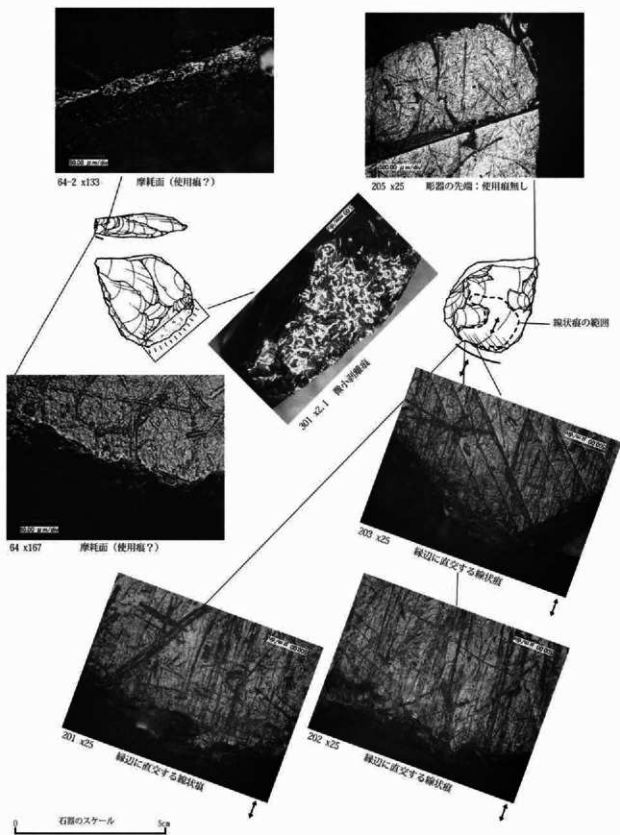 64-2 x133 摩耗面（使用痕？）
205 x25 彫器の先端：使用痕無し
301 x2.1 微小剥離痕
線状痕の範囲
64 x167 摩耗面（使用痕？）
203 x25 縁辺に直交する線状痕
201 x25 縁辺に直交する線状痕
202 x25 縁辺に直交する線状痕
0 石器のスケール 5cm